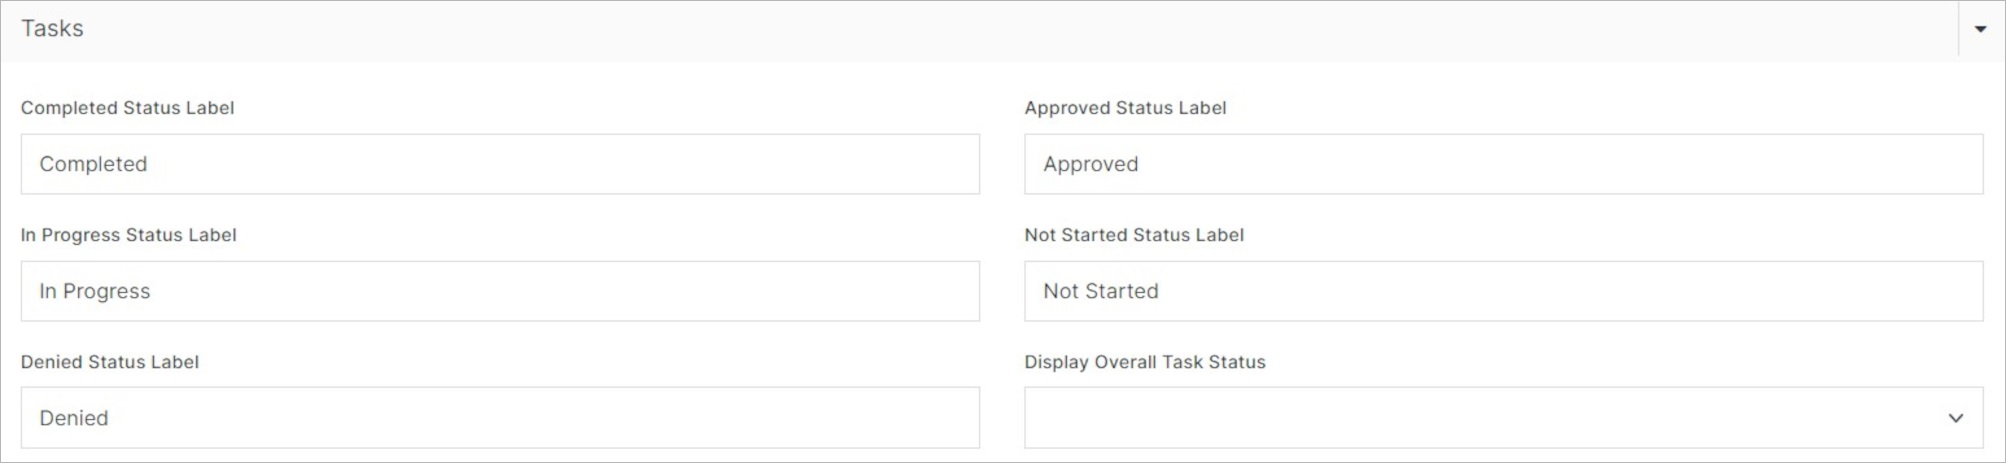 Tasks
Completed Status Label
Approved Status Label
Completed
Approved
In Progress Status Label
Not Started Status Label
In Progress
Not Started
Denied Status Label
Display Overall Task Status
Denied